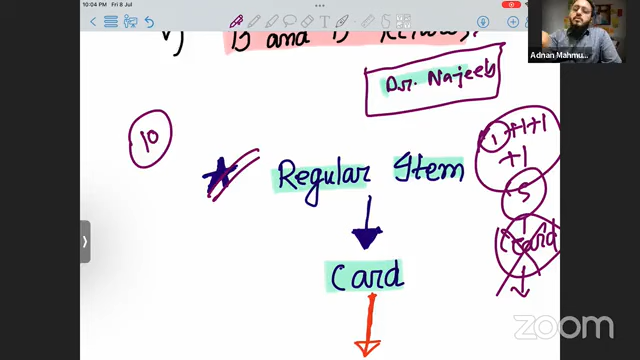 10:04 PM Fri 8 Jul
Adnan Mahmu...
v)
B and B
Dr. Najeeb
10
1 +1+1
+1
Regular Item
5
Card
Card
zoom